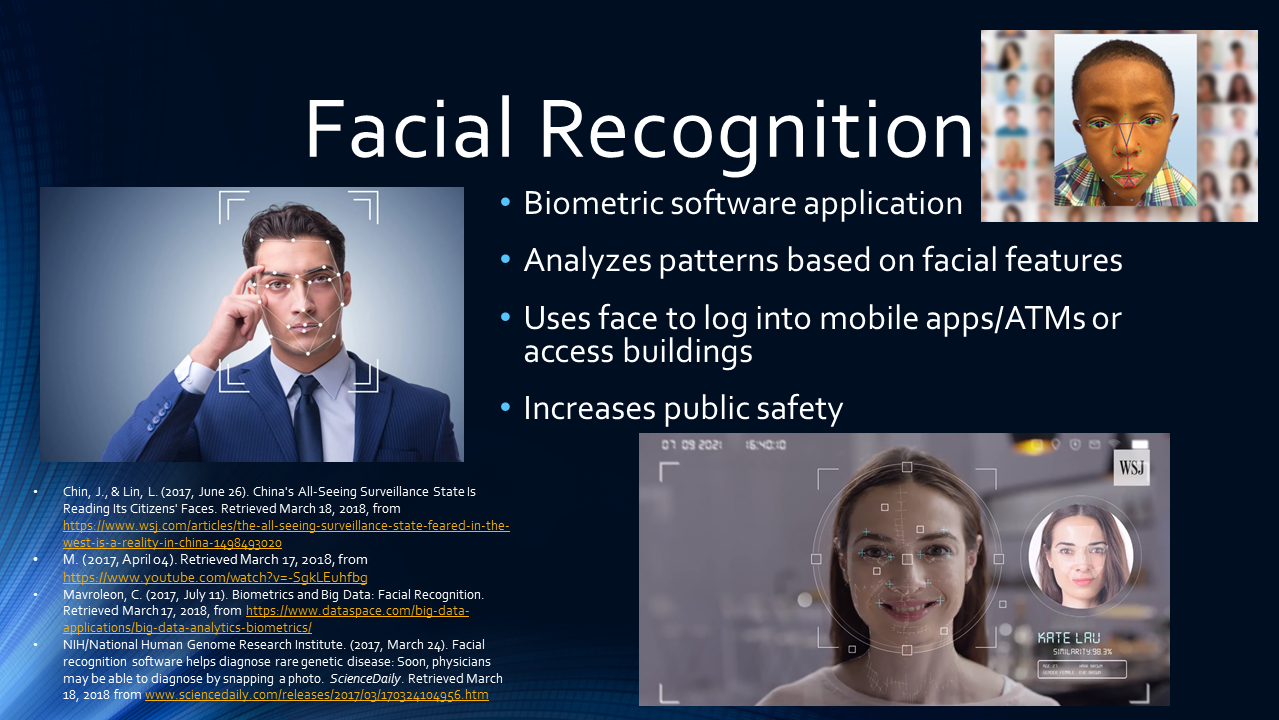 Facial Recognition
• Biometric software application
• Analyzes patterns based on facial features
• Uses face to log into mobile apps/ATMs or
access buildings
• Increases public safety
07 09 2021 16:40:10
WSJ
KATE LAU
SIMILARITY:98.3%
AGE: 27 HAIR: BROWN
GENDER: FEMALE EYE: BROWN
• Chin, J., & Lin, L. (2017, June 26). China's All-Seeing Surveillance State Is
Reading Its Citizens' Faces. Retrieved March 18, 2018, from
https://www.wsj.com/articles/the-all-seeing-surveillance-state-feared-in-the-
west-is-a-reality-in-china-1498493020
• M. (2017, April 04). Retrieved March 17, 2018, from
https://www.youtube.com/watch?v=-SgkLEuhfbg
• Mavroleon, C. (2017, July 11). Biometrics and Big Data: Facial Recognition.
Retrieved March 17, 2018, from https://www.dataspace.com/big-data-
applications/big-data-analytics-biometrics/
• NIH/National Human Genome Research Institute. (2017, March 24). Facial
recognition software helps diagnose rare genetic disease: Soon, physicians
may be able to diagnose by snapping a photo. ScienceDaily. Retrieved March
18, 2018 from www.sciencedaily.com/releases/2017/03/170324104956.htm